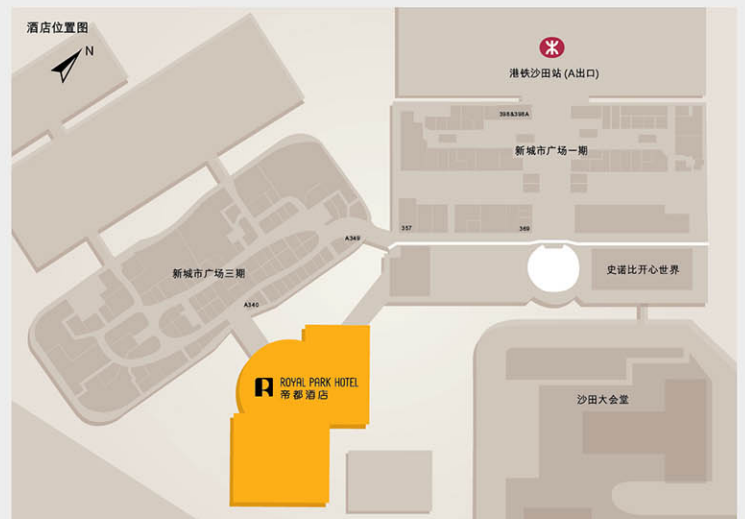 酒店位置图
N
港铁沙田站 (A出口)
398&398A
新城市广场一期
357
369
A369
新城市广场三期
史诺比开心世界
A340
R ROYAL PARK HOTEL
帝都酒店
沙田大会堂